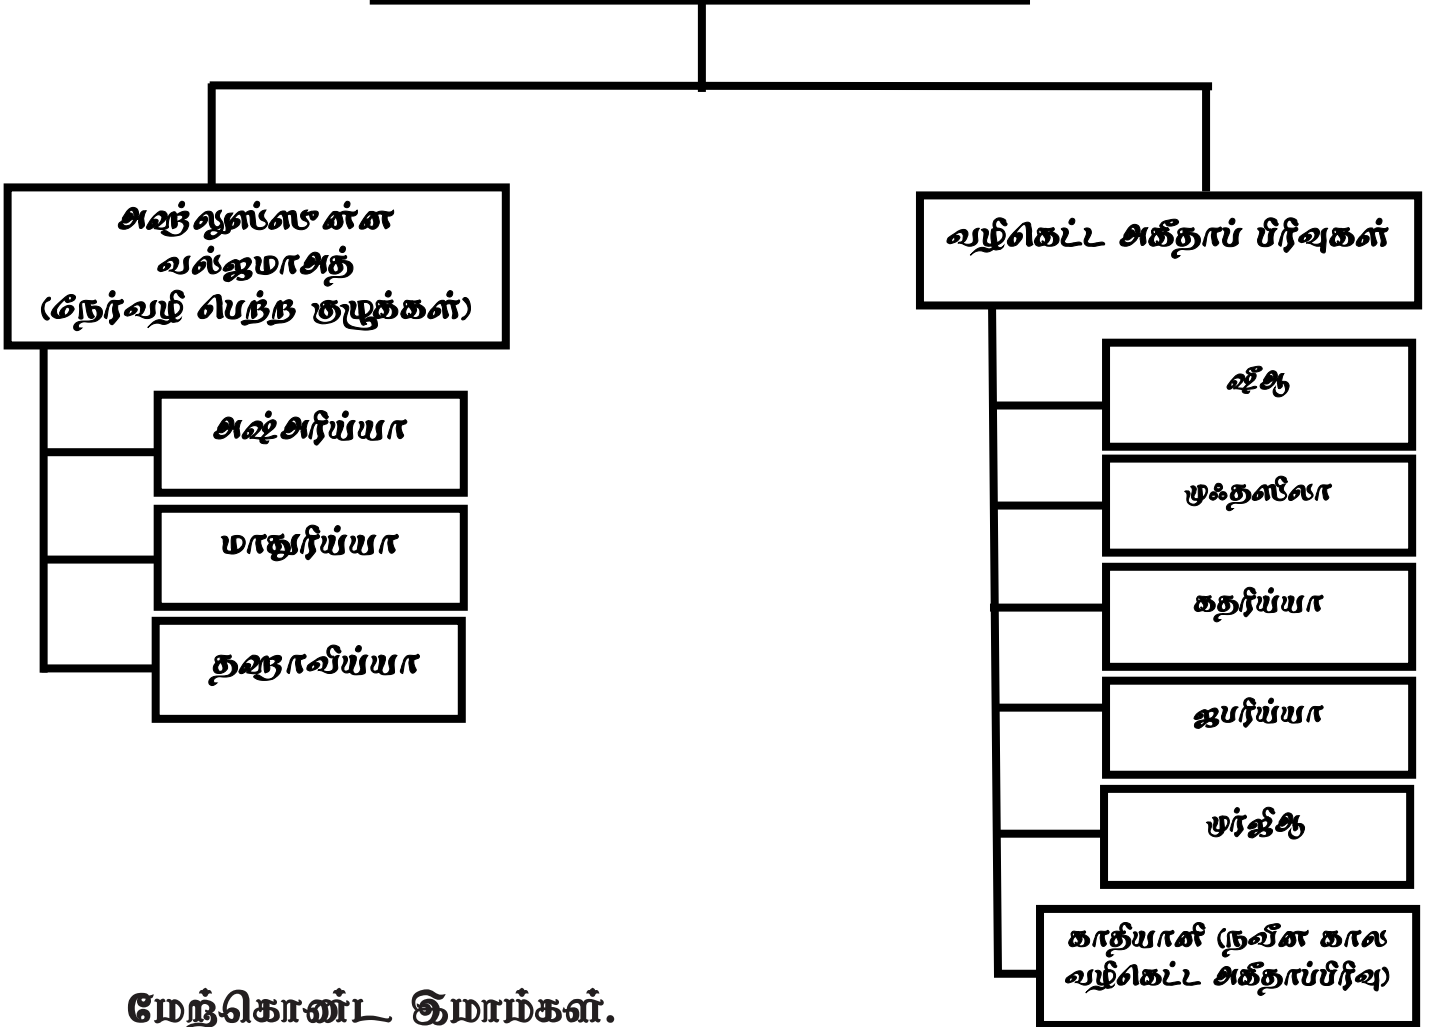 அஹ்லுஸ்ஸுன்ன
வல்ஜமாஅத்
(நேர்வழி பெற்ற குழுக்கள்)
அஷ்அரிய்யா
மாதுரிய்யா
தஹாவிய்யா
வழிகெட்ட அகீதாப் பிரிவுகள்
ஷீஆ
முஃதஸிலா
கதரிய்யா
ஜபரிய்யா
முர்ஜிஆ
காதியானி (நவீன கால
வழிகெட்ட அகீதாப்பிரிவு)
மேற்கொண்ட இமாம்கள்.